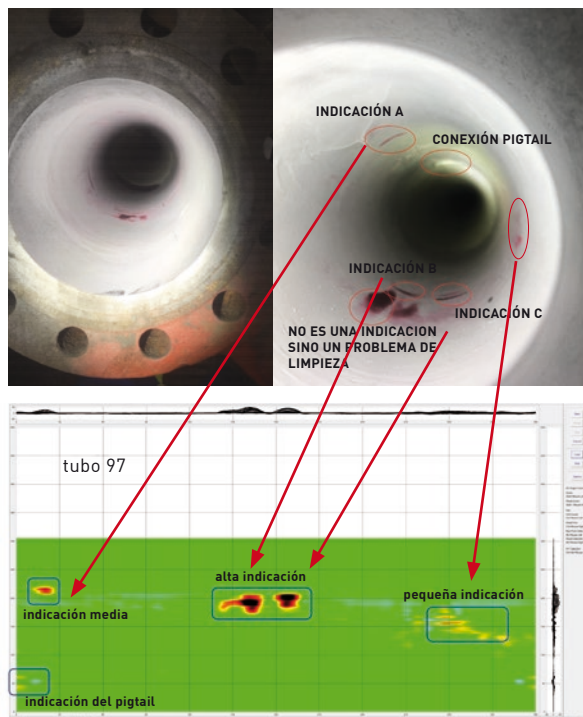 INDICACIÓN A
CONEXIÓN PIGTAIL
INDICACIÓN B
INDICACIÓN C
NO ES UNA INDICACION
SINO UN PROBLEMA DE
LIMPIEZA
tubo 97
alta indicación
pequeña indicación
indicación media
indicación del pigtail